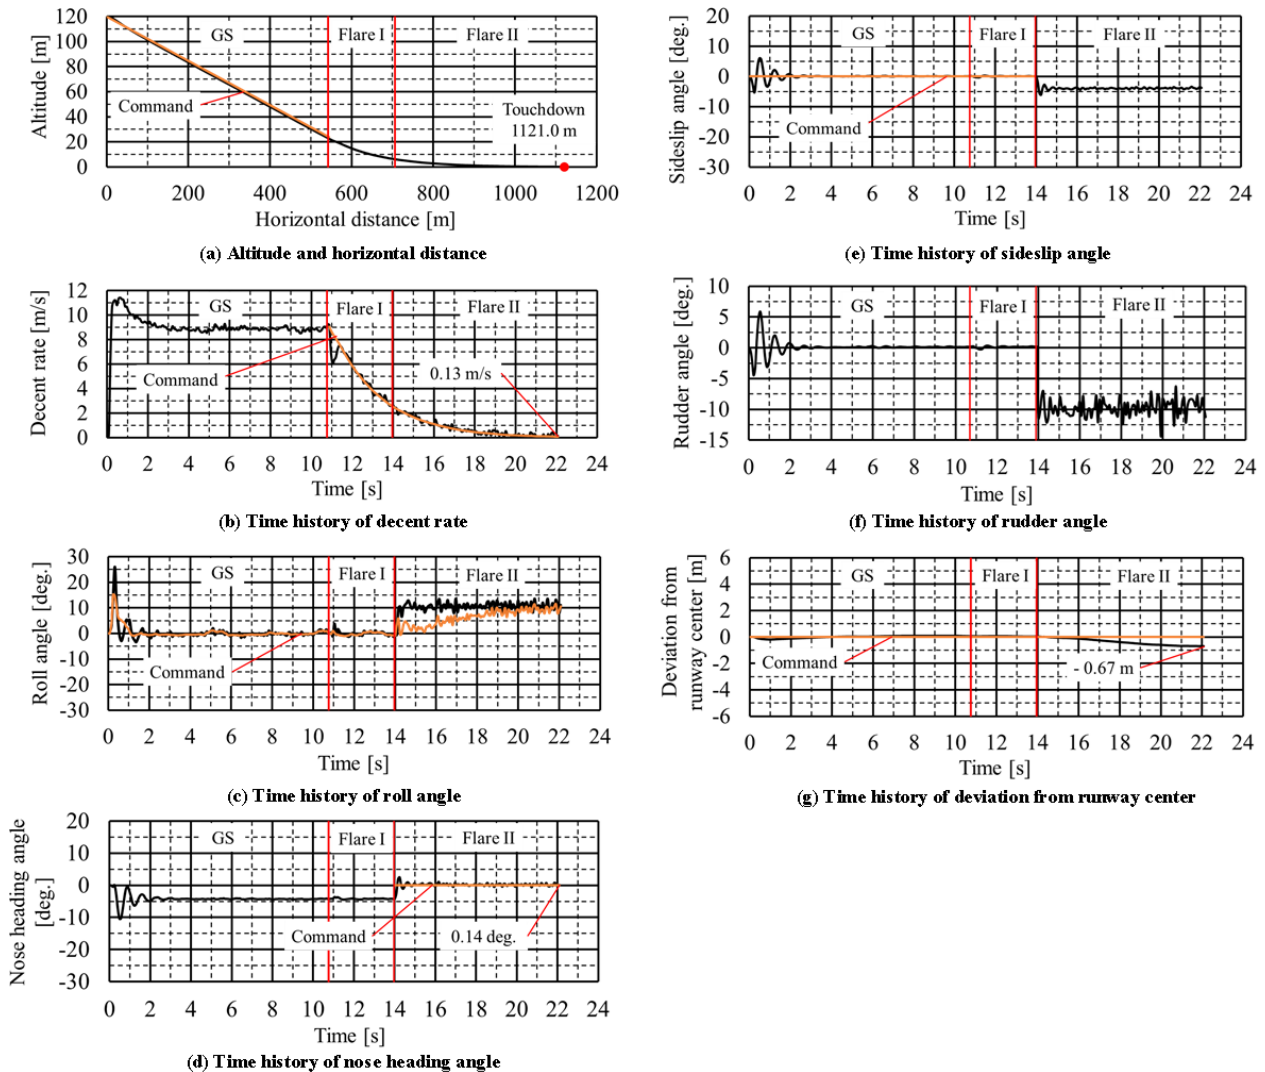 120
100
80
60
40
20
0
Altitude [m]
GS
Flare I
Flare II
Command
Touchdown
1121.0 m
0 200 400 600 800 1000 1200
Horizontal distance [m]
(a) Altitude and horizontal distance
12
10
8
6
4
2
0
Decent rate [m/s]
GS
Flare I
Flare II
Command
0.13 m/s
0 2 4 6 8 10 12 14 16 18 20 22 24
Time [s]
(b) Time history of decent rate
30
20
10
0
-10
-20
-30
Roll angle [deg.]
GS
Flare I
Flare II
Command
0 2 4 6 8 10 12 14 16 18 20 22 24
Time [s]
(c) Time history of roll angle
20
10
0
-10
-20
-30
Nose heading angle
[deg.]
GS
Flare I
Flare II
Command
0.14 deg.
0 2 4 6 8 10 12 14 16 18 20 22 24
Time [s]
(d) Time history of nose heading angle
20
10
0
-10
-20
-30
Sideslip angle [deg.]
GS
Flare I
Flare II
Command
0 2 4 6 8 10 12 14 16 18 20 22 24
Time [s]
(e) Time history of sideslip angle
10
5
0
-5
-10
-15
Rudder angle [deg.]
GS
Flare I
Flare II
0 2 4 6 8 10 12 14 16 18 20 22 24
Time [s]
(f) Time history of rudder angle
6
4
2
0
-2
-4
-6
Deviation from
runway center [m]
GS
Flare I
Flare II
Command
- 0.67 m
0 2 4 6 8 10 12 14 16 18 20 22 24
Time [s]
(g) Time history of deviation from runway center